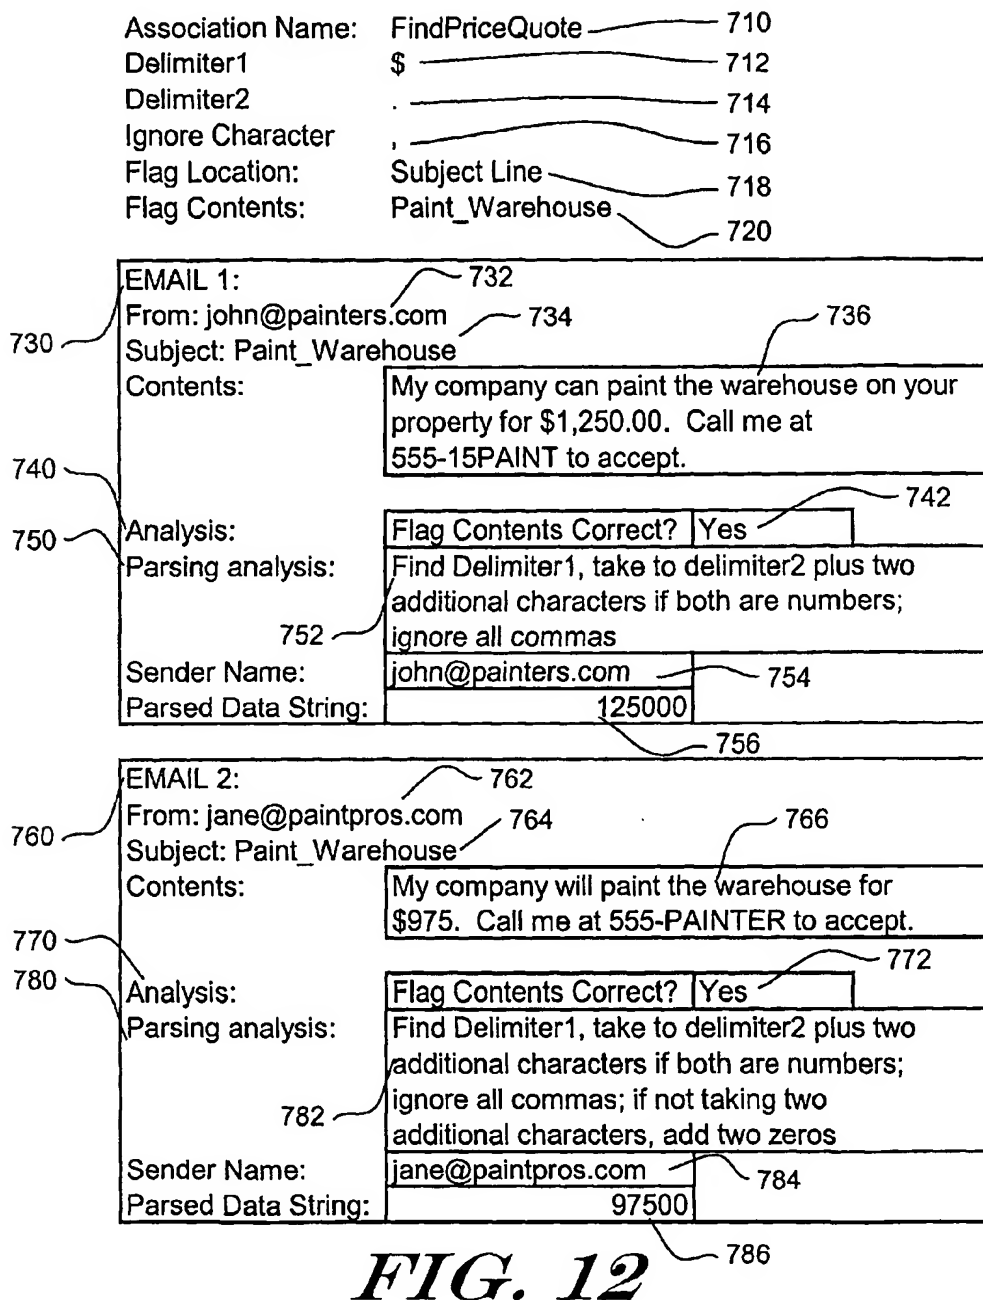 Association Name: FindPriceQuote 710
Delimiter1 $ 712
Delimiter2 . 714
Ignore Character , 716
Flag Location: Subject Line 718
Flag Contents: Paint_Warehouse 720
EMAIL 1: 732
From: john@painters.com 734 736
730
Subject: Paint_Warehouse
Contents: My company can paint the warehouse on your
property for $1,250.00. Call me at
555-15PAINT to accept.
740 742
Analysis: Flag Contents Correct? Yes
750
Parsing analysis: Find Delimiter1, take to delimiter2 plus two
additional characters if both are numbers;
752 ignore all commas
Sender Name: john@painters.com 754
Parsed Data String: 125000
756
EMAIL 2: 762
From: jane@paintpros.com 764 766
760
Subject: Paint_Warehouse
Contents: My company will paint the warehouse for
$975. Call me at 555-PAINTER to accept.
770 772
780
Analysis: Flag Contents Correct? Yes
Parsing analysis: Find Delimiter1, take to delimiter2 plus two
additional characters if both are numbers;
782 ignore all commas; if not taking two
additional characters, add two zeros
Sender Name: jane@paintpros.com 784
Parsed Data String: 97500
786
FIG. 12